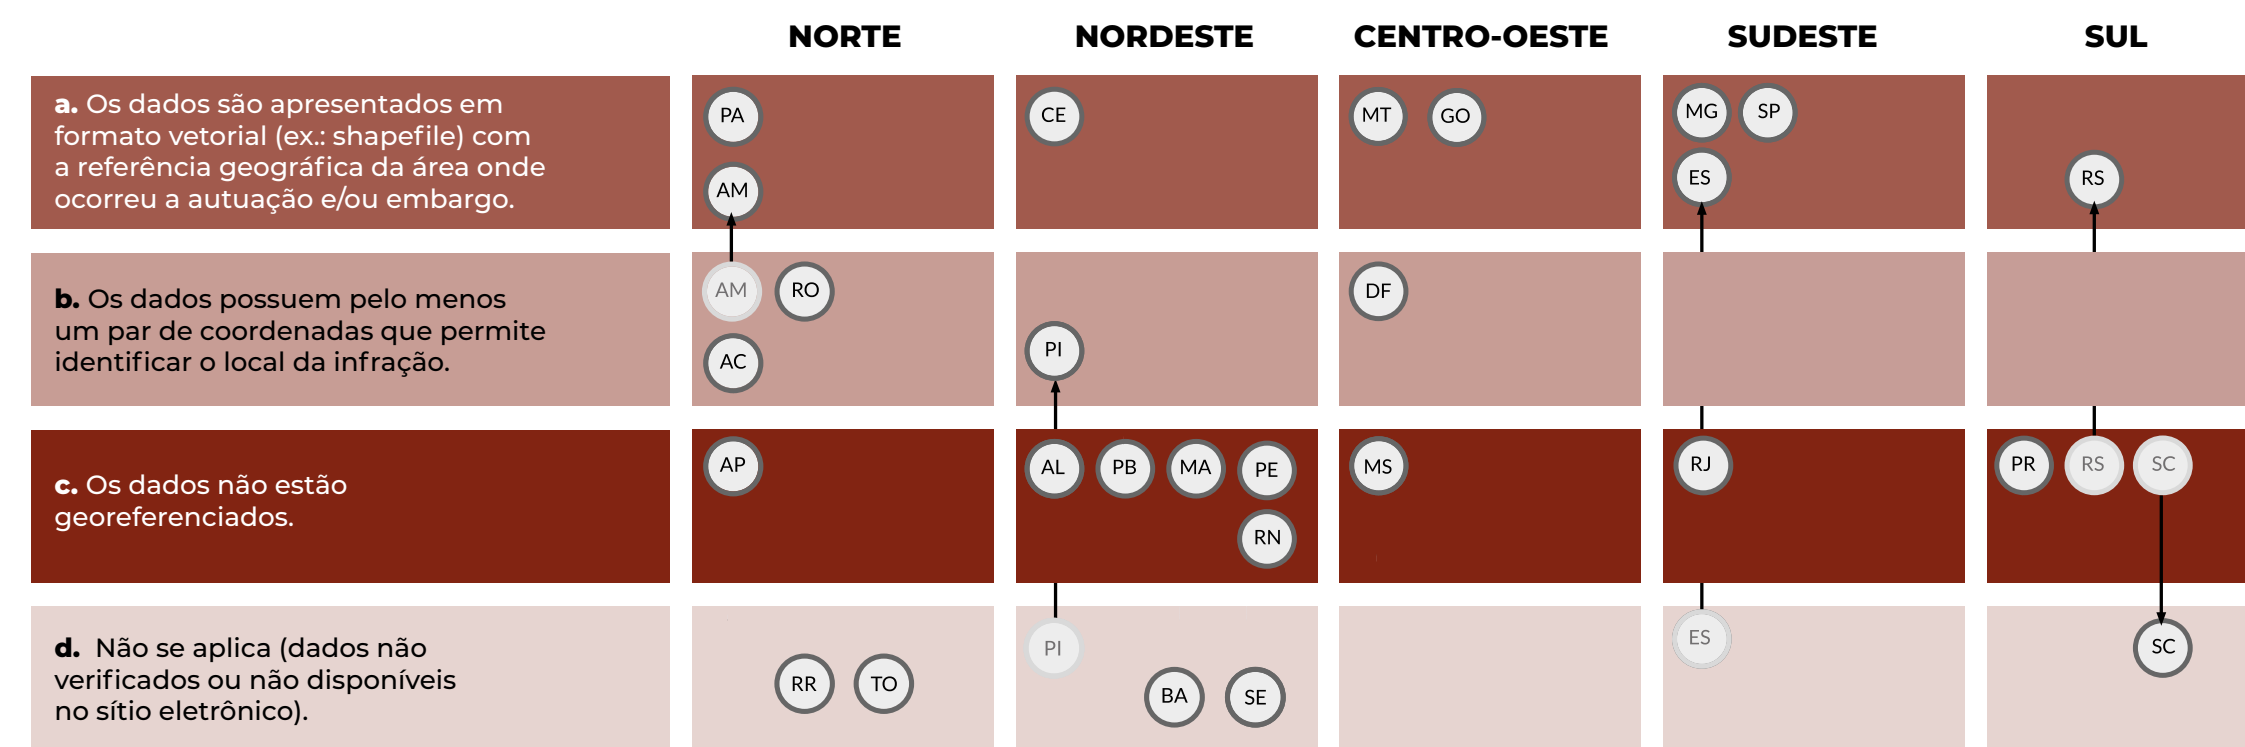 NORTE NORDESTE CENTRO-OESTE SUDESTE SUL
a. Os dados são apresentados em
formato vetorial (ex.: shapefile) com
a referência geográfica da área onde
ocorreu a autuação e/ou embargo.
PA CE MT GO MG SP
AM ES RS
b. Os dados possuem pelo menos
um par de coordenadas que permite
identificar o local da infração.
AM RO DF
AC PI
c. Os dados não estão
georeferenciados.
AP AL PB MA PE MS RJ PR RS SC
RN
d. Não se aplica (dados não
verificados ou não disponíveis
no sítio eletrônico).
PI ES SC
RR TO BA SE